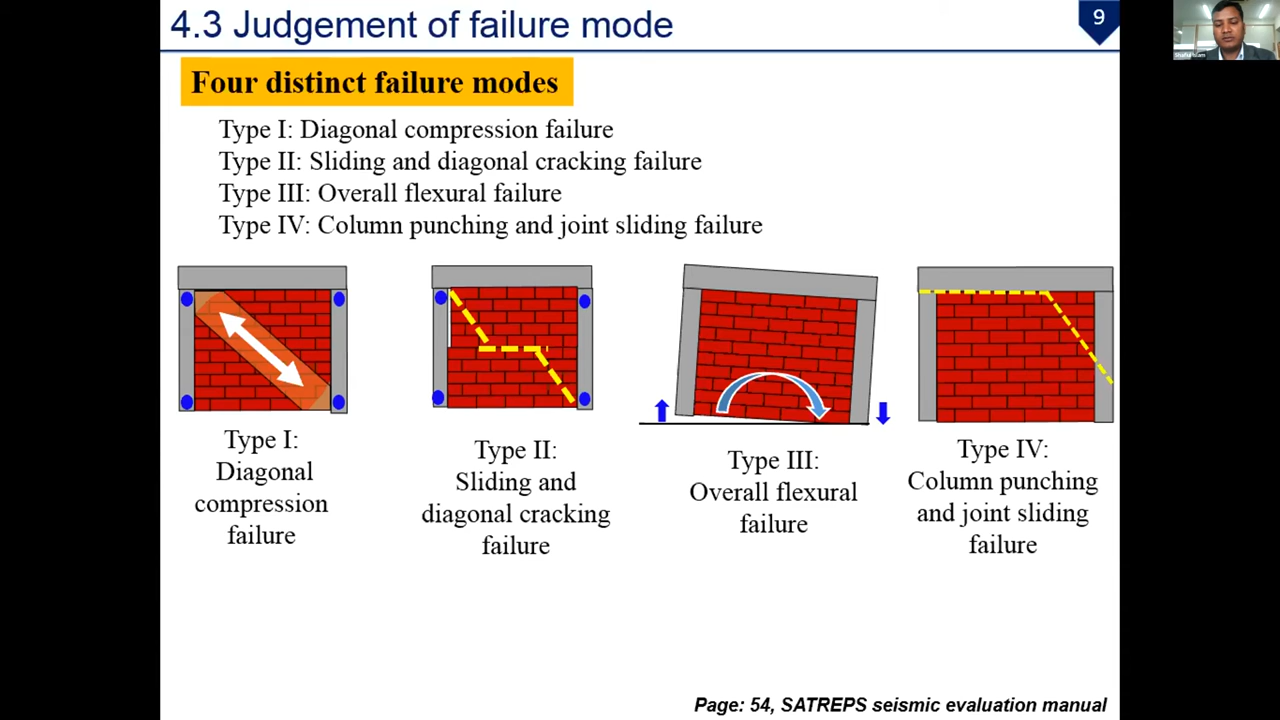 4.3 Judgement of failure mode
9
Four distinct failure modes
Type I: Diagonal compression failure
Type II: Sliding and diagonal cracking failure
Type III: Overall flexural failure
Type IV: Column punching and joint sliding failure
Type I:
Diagonal
compression
failure
Type II:
Sliding and
diagonal cracking
failure
Type III:
Overall flexural
failure
Type IV:
Column punching
and joint sliding
failure
Page: 54, SATREPS seismic evaluation manual